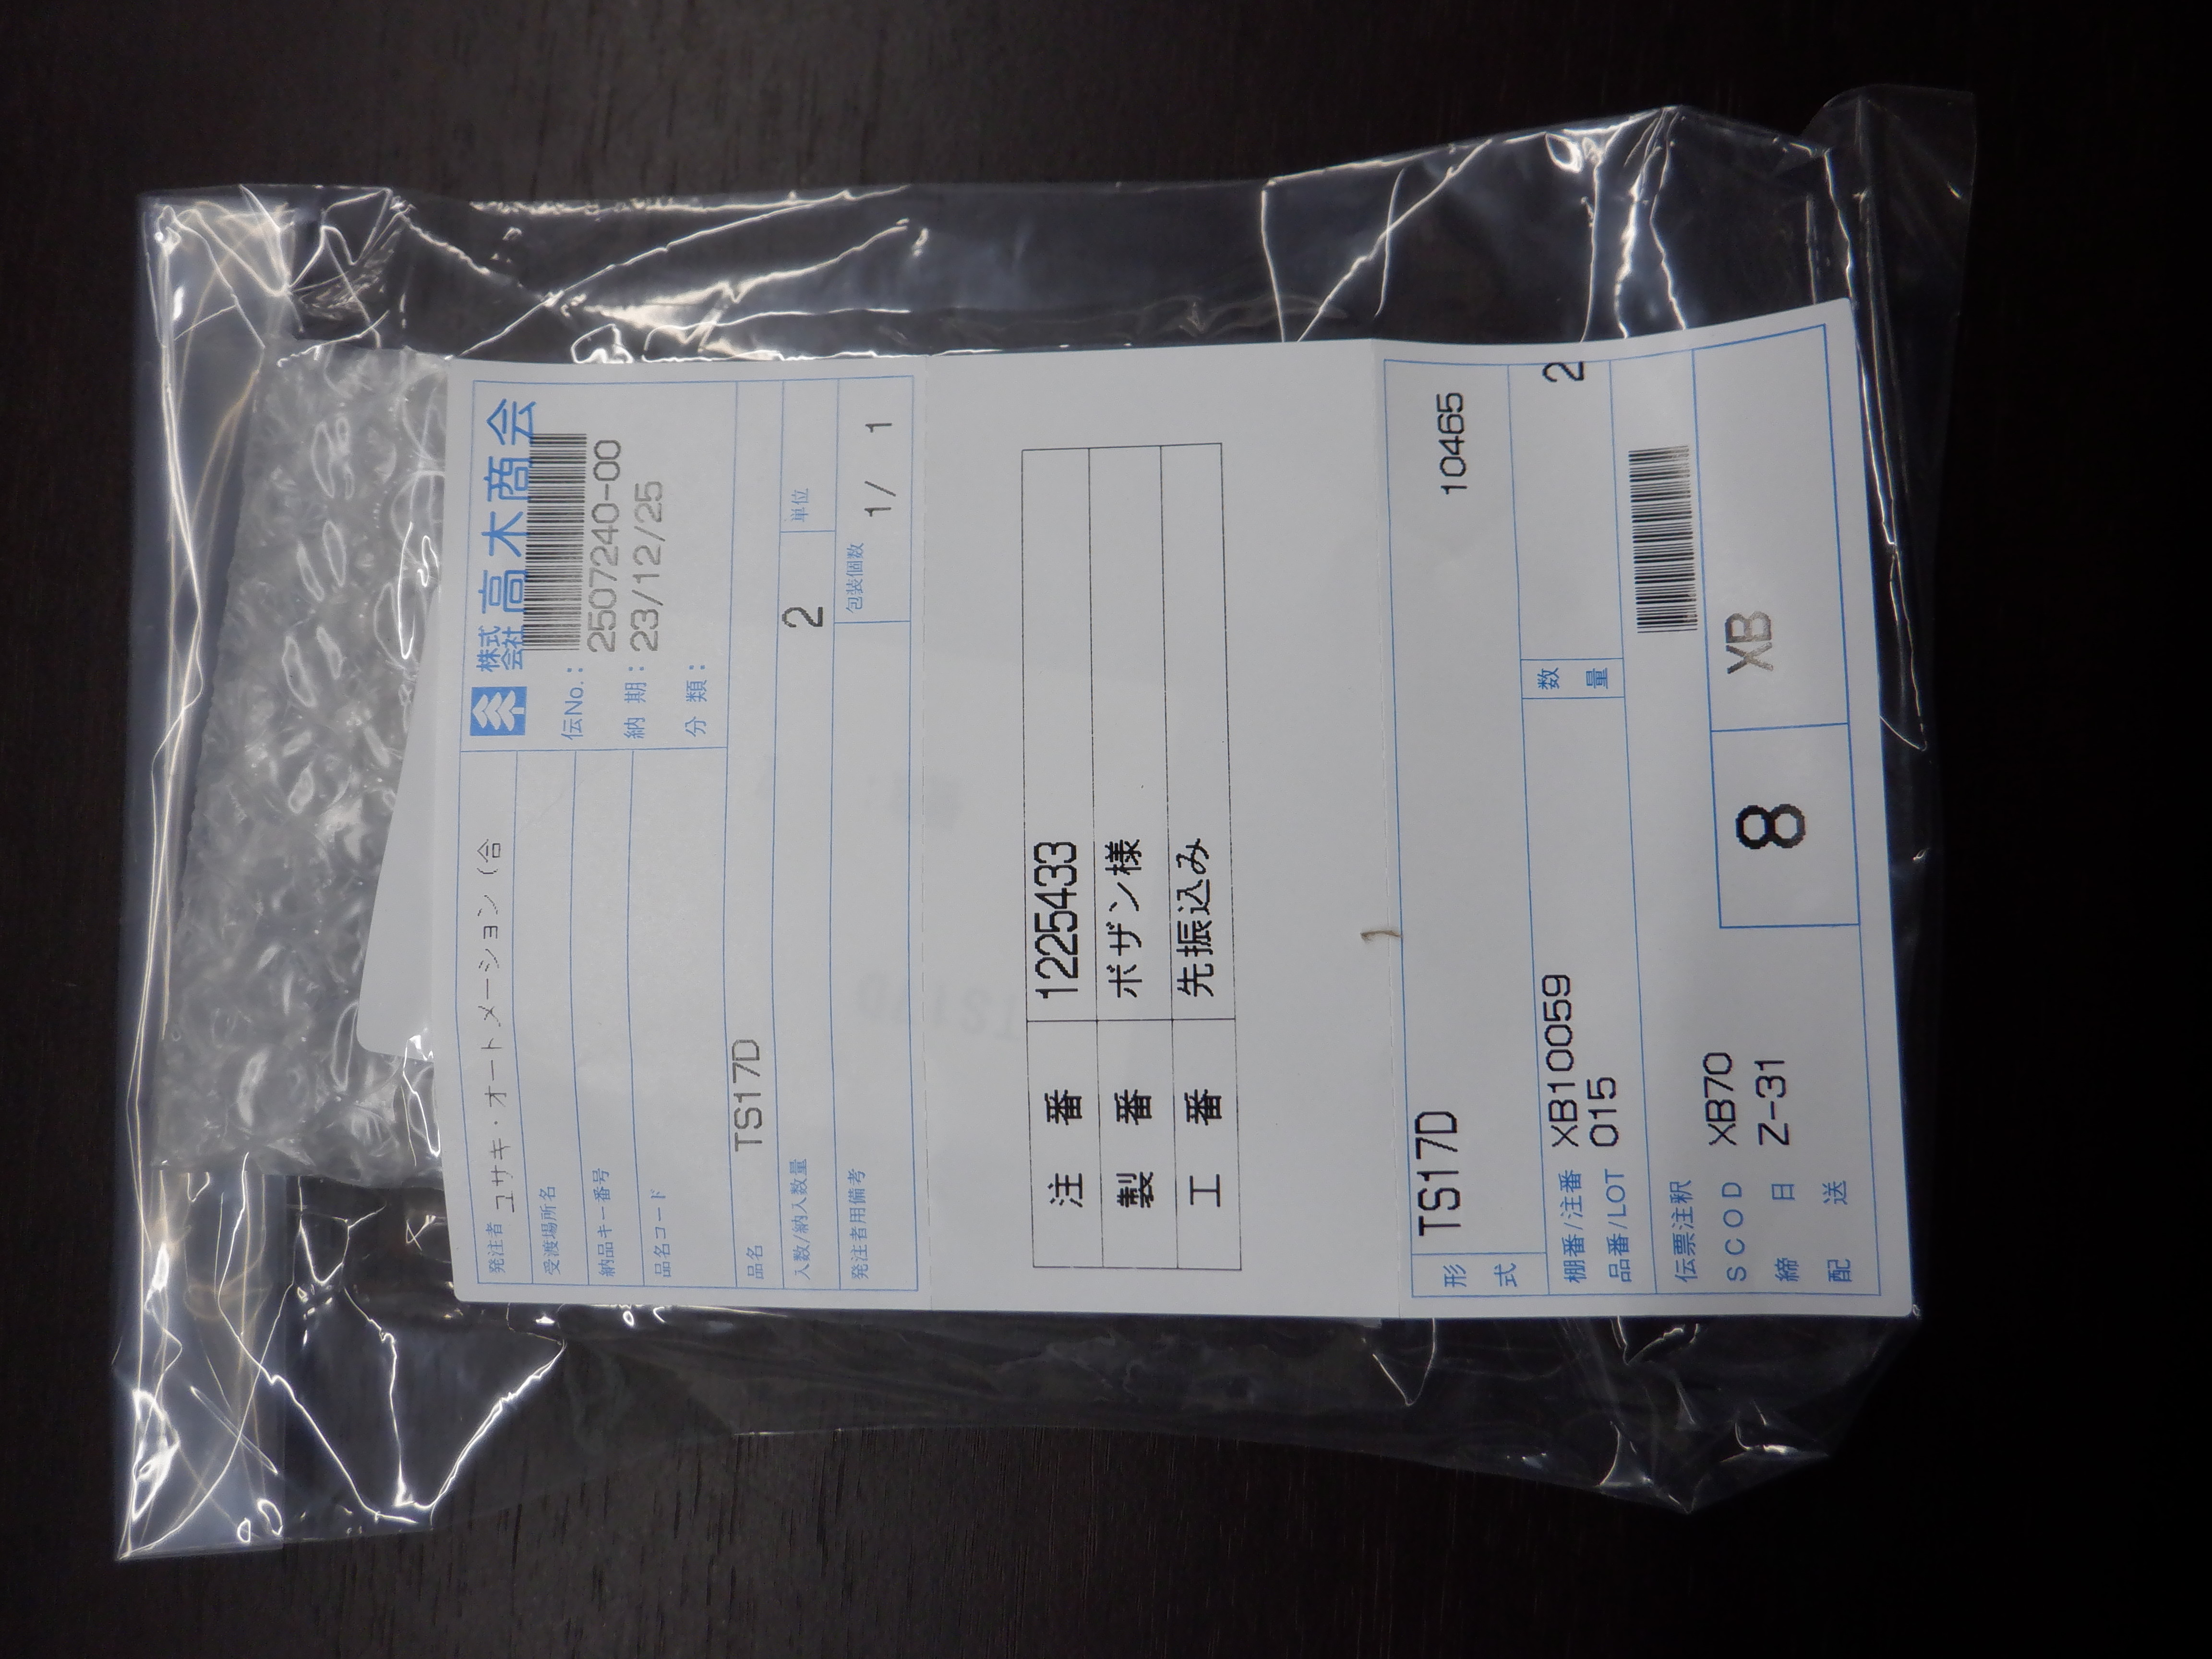 株式会社 高木商会
発注者 ユサキ・オートメーション(合
受渡場所名
納品キー番号
品名コード
伝No.: 2507240-00
納期: 23/12/25
分類:
品名 TS17D
入数/納入数量 2 単位
発注者用備考 包装個数 1/ 1
注番 1225433
製番 ボザン様
工番 先振込み
形式 TS17D 10465
棚番/注番 XB10059 数量 2
品番/LOT 015
伝票注釈
SCOD XB70
締日 Z-31
配送
8 XB